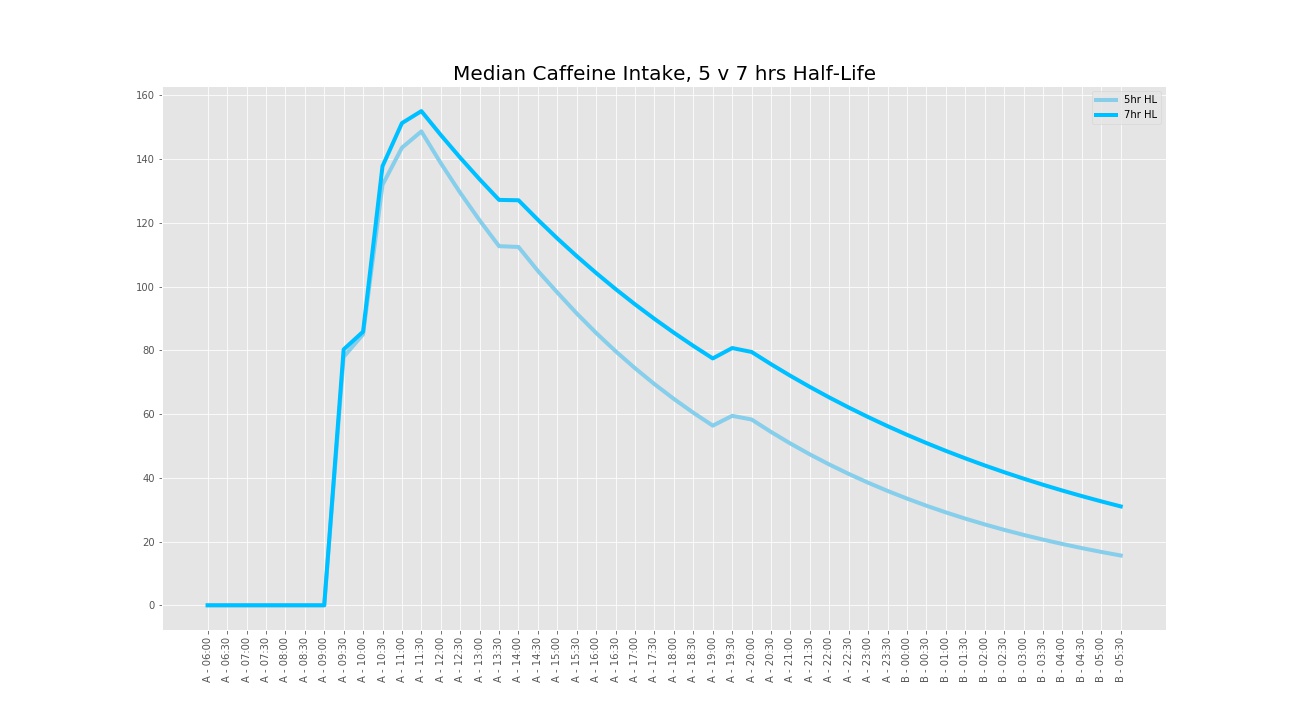 Median Caffeine Intake, 5 v 7 hrs Half-Life
5hr HL
7hr HL
160
140
120
100
80
60
40
20
0
A - 06:00
A - 06:30
A - 07:00
A - 07:30
A - 08:00
A - 08:30
A - 09:00
A - 09:30
A - 10:00
A - 10:30
A - 11:00
A - 11:30
A - 12:00
A - 12:30
A - 13:00
A - 13:30
A - 14:00
A - 14:30
A - 15:00
A - 15:30
A - 16:00
A - 16:30
A - 17:00
A - 17:30
A - 18:00
A - 18:30
A - 19:00
A - 19:30
A - 20:00
A - 20:30
A - 21:00
A - 21:30
A - 22:00
A - 22:30
A - 23:00
A - 23:30
B - 00:00
B - 00:30
B - 01:00
B - 01:30
B - 02:00
B - 02:30
B - 03:00
B - 03:30
B - 04:00
B - 04:30
B - 05:00
B - 05:30